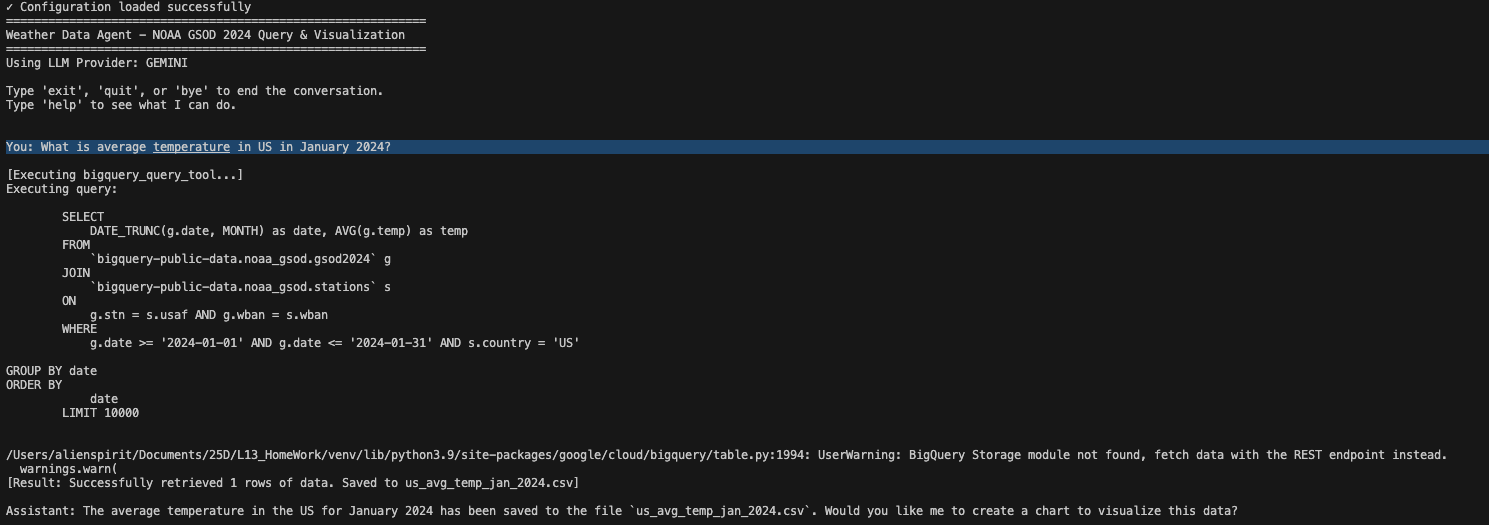 ✓ Configuration loaded successfully
============================================================
Weather Data Agent - NOAA GSOD 2024 Query & Visualization
============================================================
Using LLM Provider: GEMINI
Type 'exit', 'quit', or 'bye' to end the conversation.
Type 'help' to see what I can do.
You: What is average temperature in US in January 2024?
[Executing bigquery_query_tool...]
Executing query:
SELECT
DATE_TRUNC(g.date, MONTH) as date, AVG(g.temp) as temp
FROM
`bigquery-public-data.noaa_gsod.gsod2024` g
JOIN
`bigquery-public-data.noaa_gsod.stations` s
ON
g.stn = s.usaf AND g.wban = s.wban
WHERE
g.date >= '2024-01-01' AND g.date <= '2024-01-31' AND s.country = 'US'
GROUP BY date
ORDER BY
date
LIMIT 10000
/Users/alienspirit/Documents/25D/L13_HomeWork/venv/lib/python3.9/site-packages/google/cloud/bigquery/table.py:1994: UserWarning: BigQuery Storage module not found, fetch data with the REST endpoint instead.
warnings.warn(
[Result: Successfully retrieved 1 rows of data. Saved to us_avg_temp_jan_2024.csv]
Assistant: The average temperature in the US for January 2024 has been saved to the file `us_avg_temp_jan_2024.csv`. Would you like me to create a chart to visualize this data?